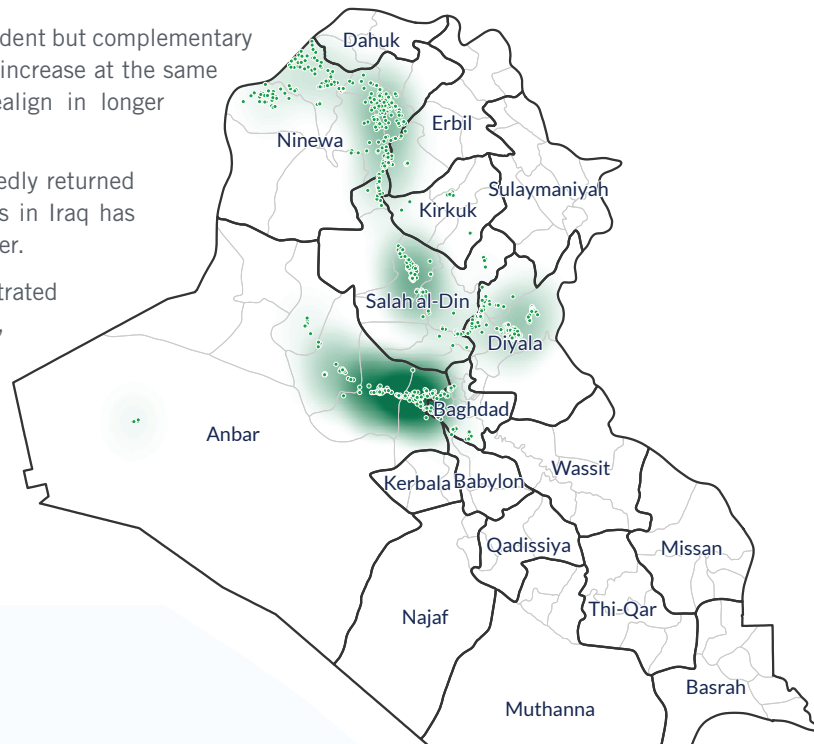 dent but complementary
increase at the same
ealign in longer
edly returned
s in Iraq has
er.
trated
,
Dahuk
Ninewa
Erbil
Sulaymaniyah
Kirkuk
Salah al-Din
Diyala
Baghdad
Anbar
Wassit
Kerbala
Babylon
Qadissiya
Missan
Najaf
Thi-Qar
Basrah
Muthanna